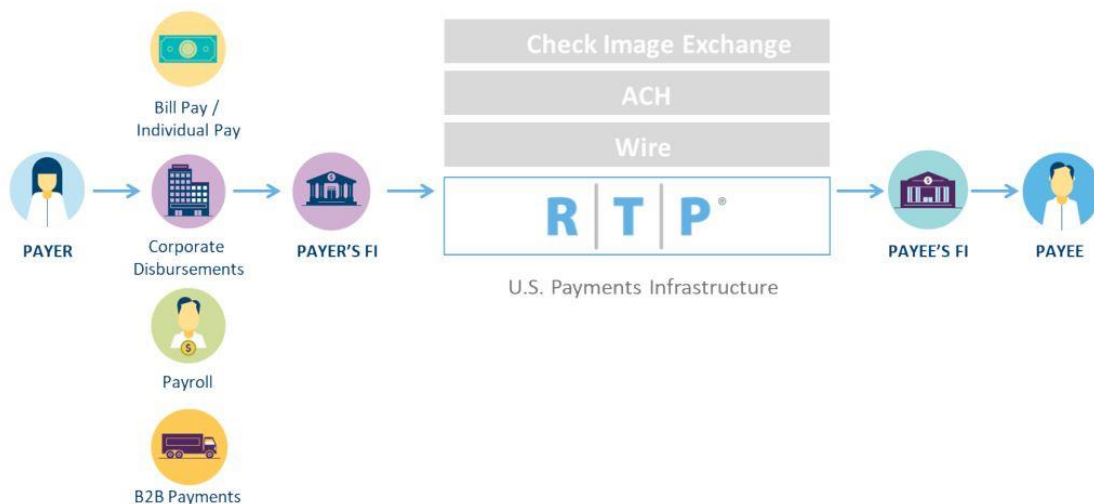 Bill Pay /
Individual Pay
PAYER
Corporate
Disbursements
Payroll
B2B Payments
PAYER'S FI
Check Image Exchange
ACH
Wire
R|T|P®
U.S. Payments Infrastructure
PAYEE'S FI
PAYEE